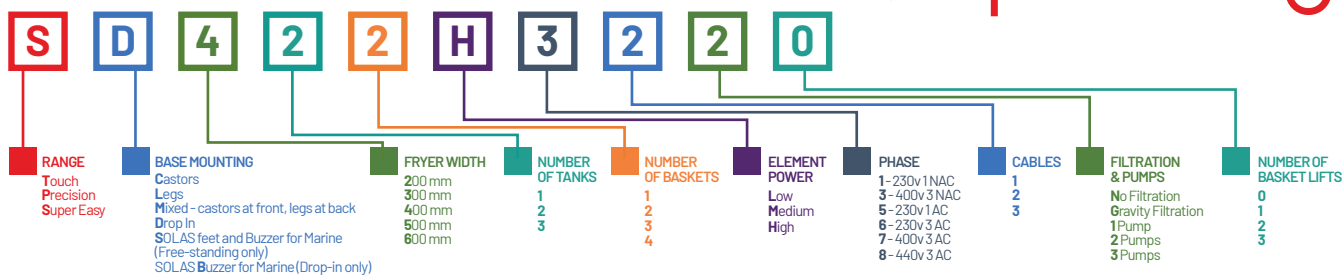 S D 4 2 2 H 3 2 2 0
RANGE
Touch
Precision
Super Easy
BASE MOUNTING
Castors
Legs
Mixed - castors at front, legs at back
Drop In
SOLAS feet and Buzzer for Marine
(Free-standing only)
SOLAS Buzzer for Marine (Drop-in only)
FRYER WIDTH
200 mm
300 mm
400 mm
500 mm
600 mm
NUMBER
OF TANKS
1
2
3
NUMBER
OF BASKETS
1
2
3
4
ELEMENT
POWER
Low
Medium
High
PHASE
1 - 230v 1 NAC
3 - 400v 3 NAC
5 - 230v 1 AC
6 - 230v 3 AC
7 - 400v 3 AC
8 - 440v 3 AC
CABLES
1
2
3
FILTRATION
& PUMPS
No Filtration
Gravity Filtration
1 Pump
2 Pumps
3 Pumps
NUMBER OF
BASKET LIFTS
0
1
2
3